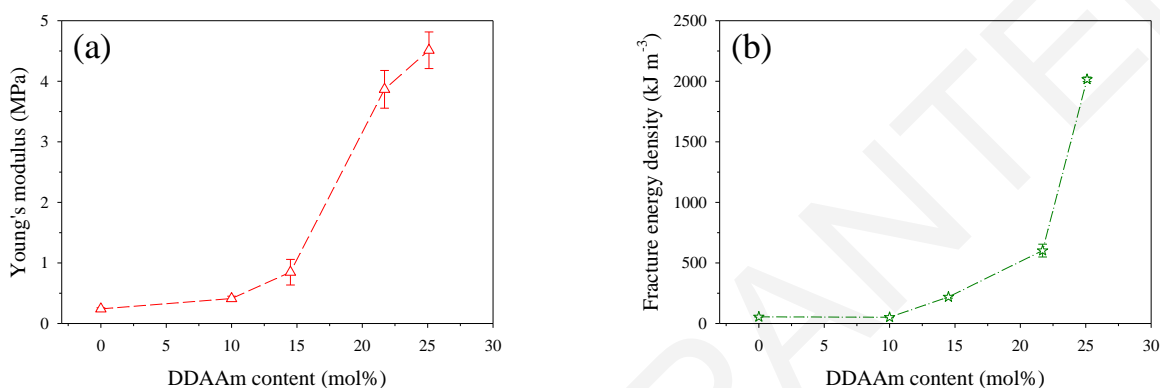 (a)
Young's modulus (MPa)
5
4
3
2
1
0
0 5 10 15 20 25 30
DDAAm content (mol%)
(b)
Fracture energy density (kJ m⁻³)
2500
2000
1500
1000
500
0
0 5 10 15 20 25 30
DDAAm content (mol%)